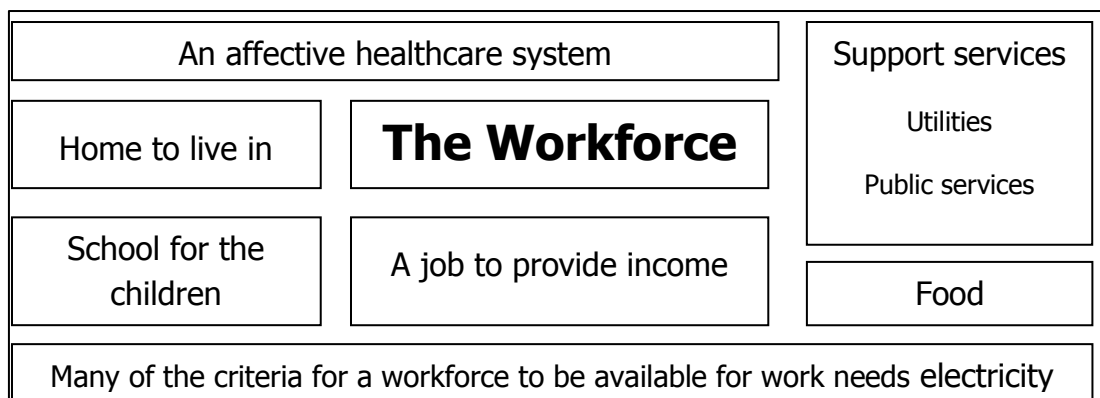 An affective healthcare system
Support services
Utilities
Public services
Home to live in
The Workforce
School for the
children
A job to provide income
Food
Many of the criteria for a workforce to be available for work needs electricity